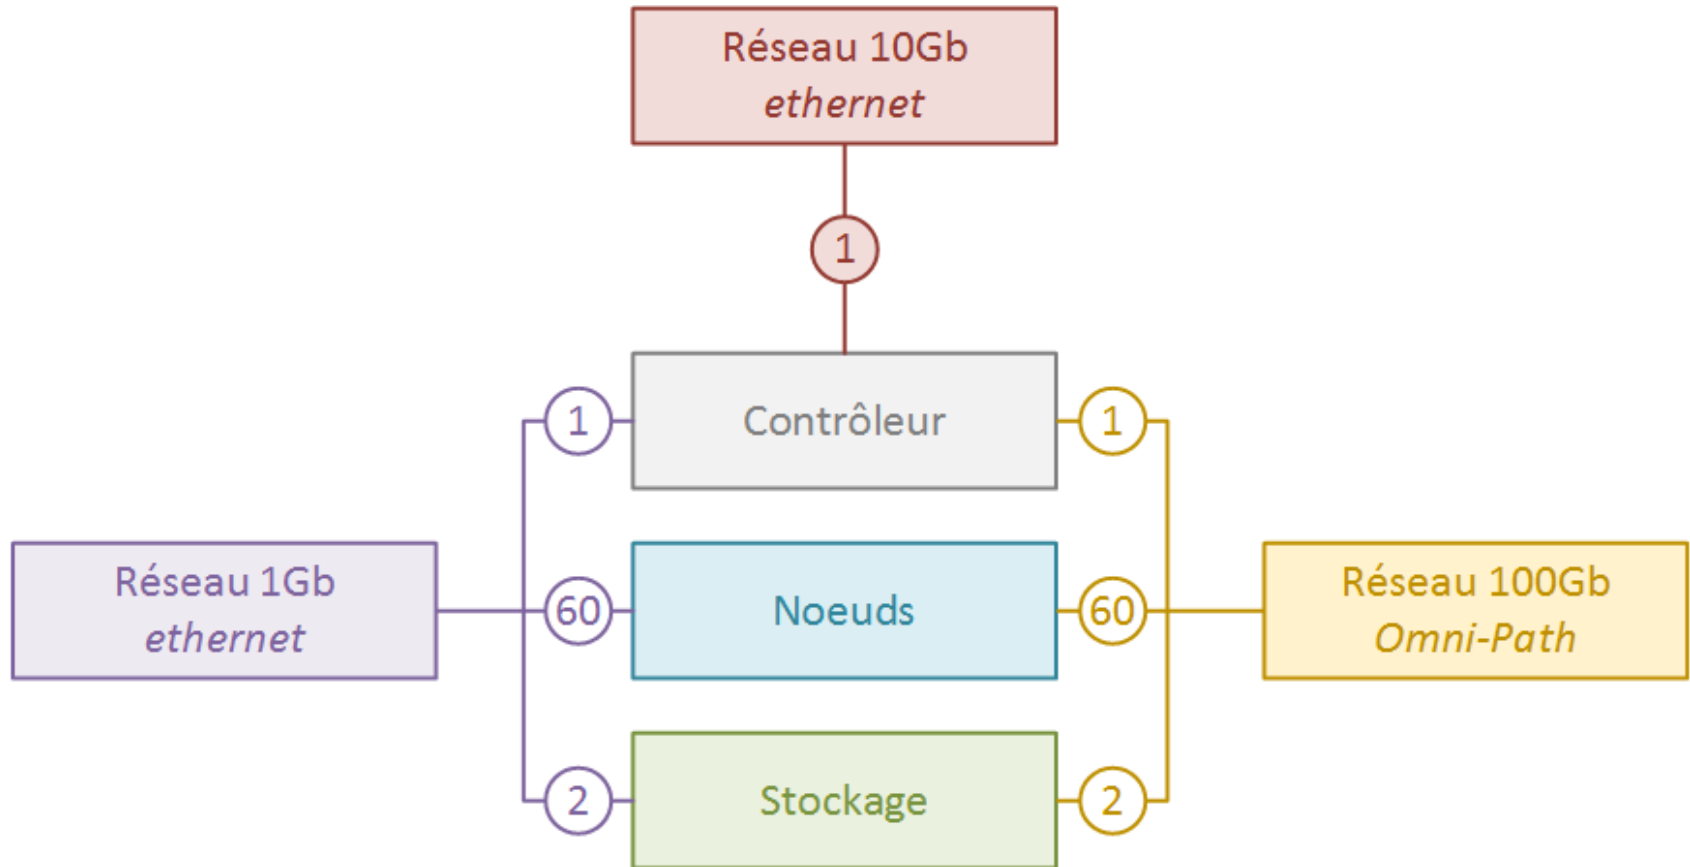 Réseau 10Gb
ethernet
1
1
Contrôleur
1
Réseau 1Gb
ethernet
60
Noeuds
60
Réseau 100Gb
Omni-Path
2
Stockage
2